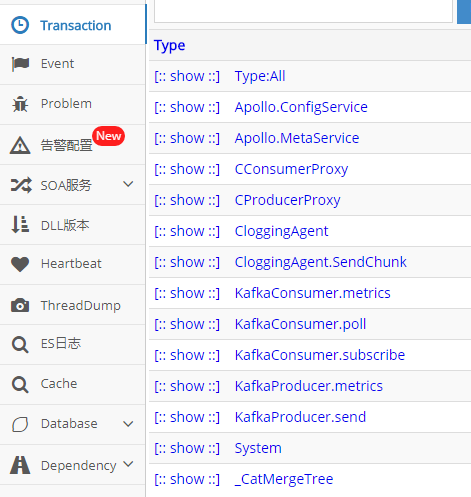 Transaction
Event
Problem
告警配置 New
SOA服务
DLL版本
Heartbeat
ThreadDump
ES日志
Cache
Database
Dependency
Type
[:: show ::] Type:All
[:: show ::] Apollo.ConfigService
[:: show ::] Apollo.MetaService
[:: show ::] CConsumerProxy
[:: show ::] CProducerProxy
[:: show ::] CloggingAgent
[:: show ::] CloggingAgent.SendChunk
[:: show ::] KafkaConsumer.metrics
[:: show ::] KafkaConsumer.poll
[:: show ::] KafkaConsumer.subscribe
[:: show ::] KafkaProducer.metrics
[:: show ::] KafkaProducer.send
[:: show ::] System
[:: show ::] _CatMergeTree